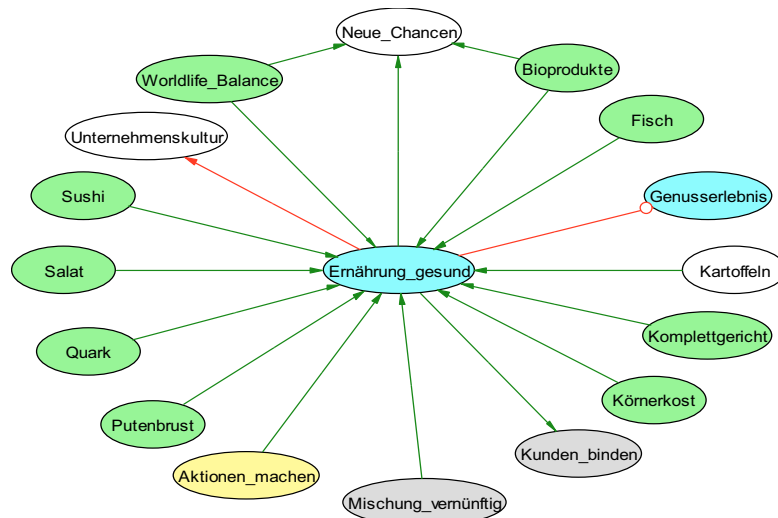 Neue_Chancen
Worldlife_Balance
Bioprodukte
Unternehmenskultur
Fisch
Sushi
Genusserlebnis
Salat
Ernährung_gesund
Kartoffeln
Quark
Komplettgericht
Putenbrust
Körnerkost
Aktionen_machen
Kunden_binden
Mischung_vernünftig